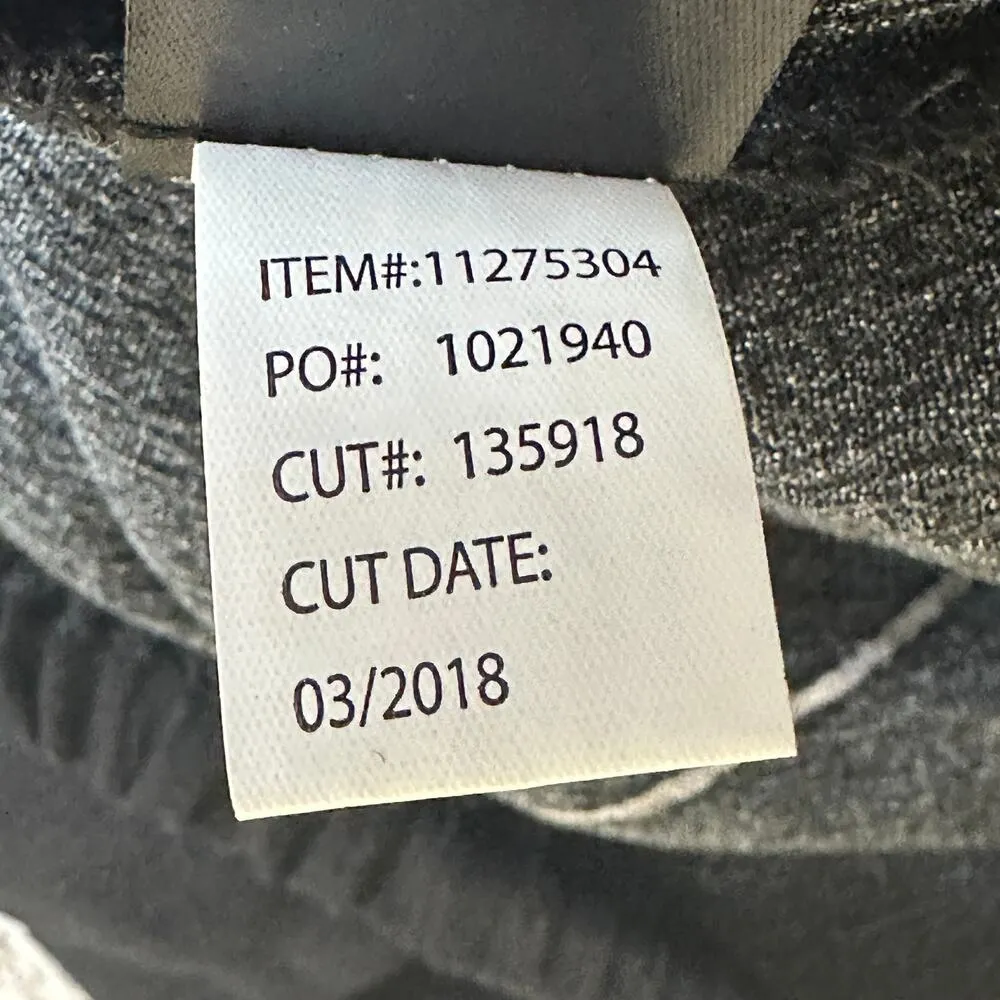 ITEM#:11275304
PO#: 1021940
CUT#: 135918
CUT DATE:
03/2018